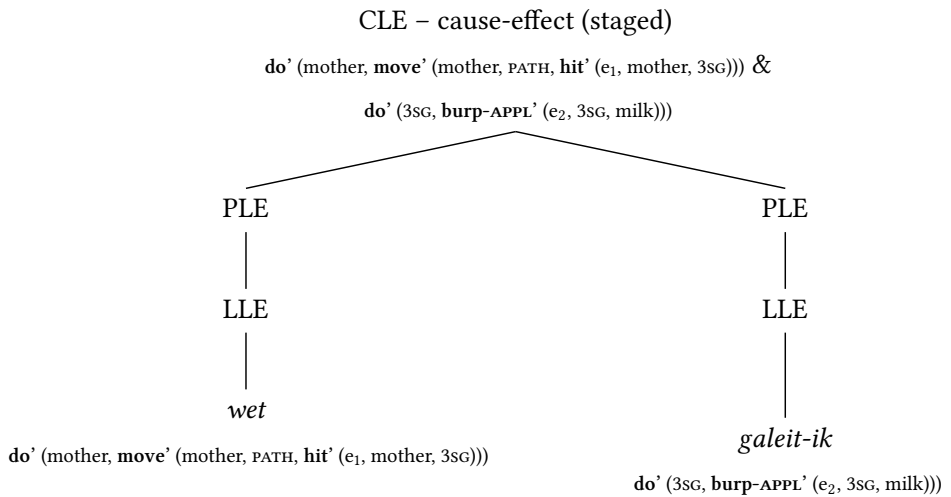 CLE – cause-effect (staged)
do’ (mother, move’ (mother, PATH, hit’ (e₁, mother, 3SG))) &
do’ (3SG, burp-APPL’ (e₂, 3SG, milk)))
PLE PLE
LLE LLE
wet
galeit-ik
do’ (mother, move’ (mother, PATH, hit’ (e₁, mother, 3SG)))
do’ (3SG, burp-APPL’ (e₂, 3SG, milk)))